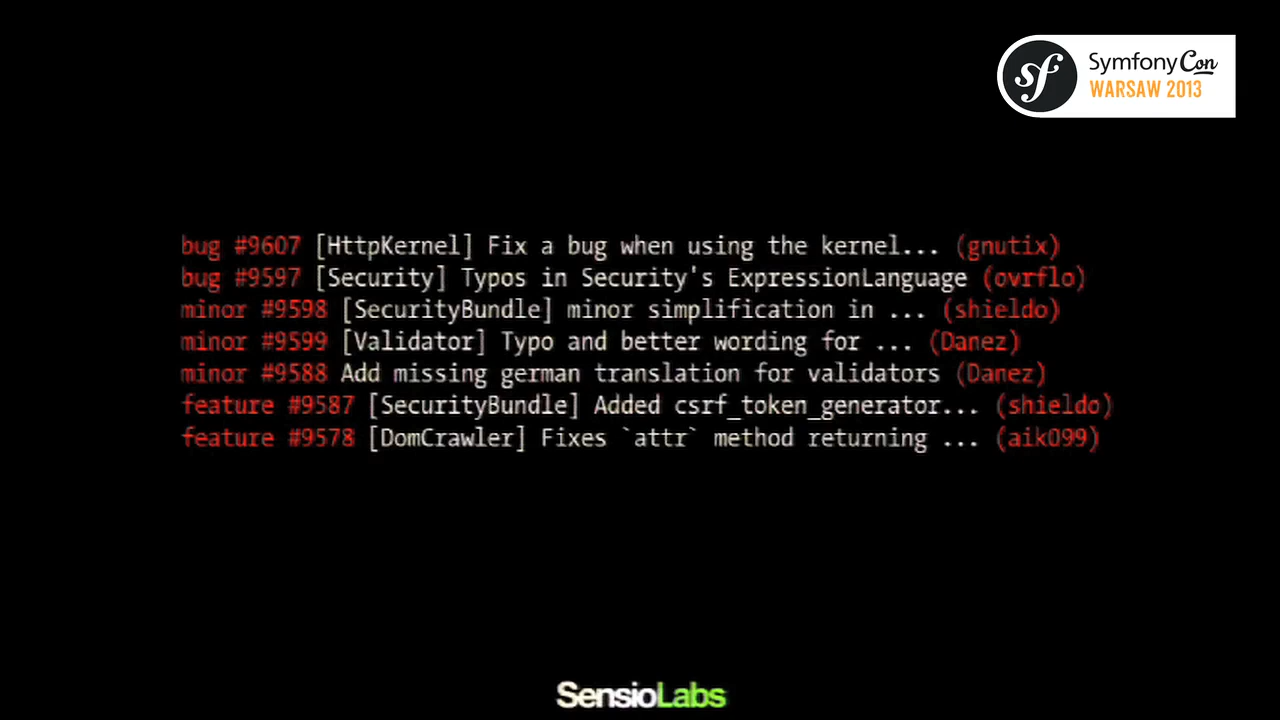 sf SymfonyCon
WARSAW 2013
bug #9607 [HttpKernel] Fix a bug when using the kernel... (gnutix)
bug #9597 [Security] Typos in Security's ExpressionLanguage (ovrflo)
minor #9598 [SecurityBundle] minor simplification in ... (shieldo)
minor #9599 [Validator] Typo and better wording for ... (Danez)
minor #9588 Add missing german translation for validators (Danez)
feature #9587 [SecurityBundle] Added csrf_token_generator... (shieldo)
feature #9578 [DomCrawler] Fixes `attr` method returning ... (aik099)
SensioLabs